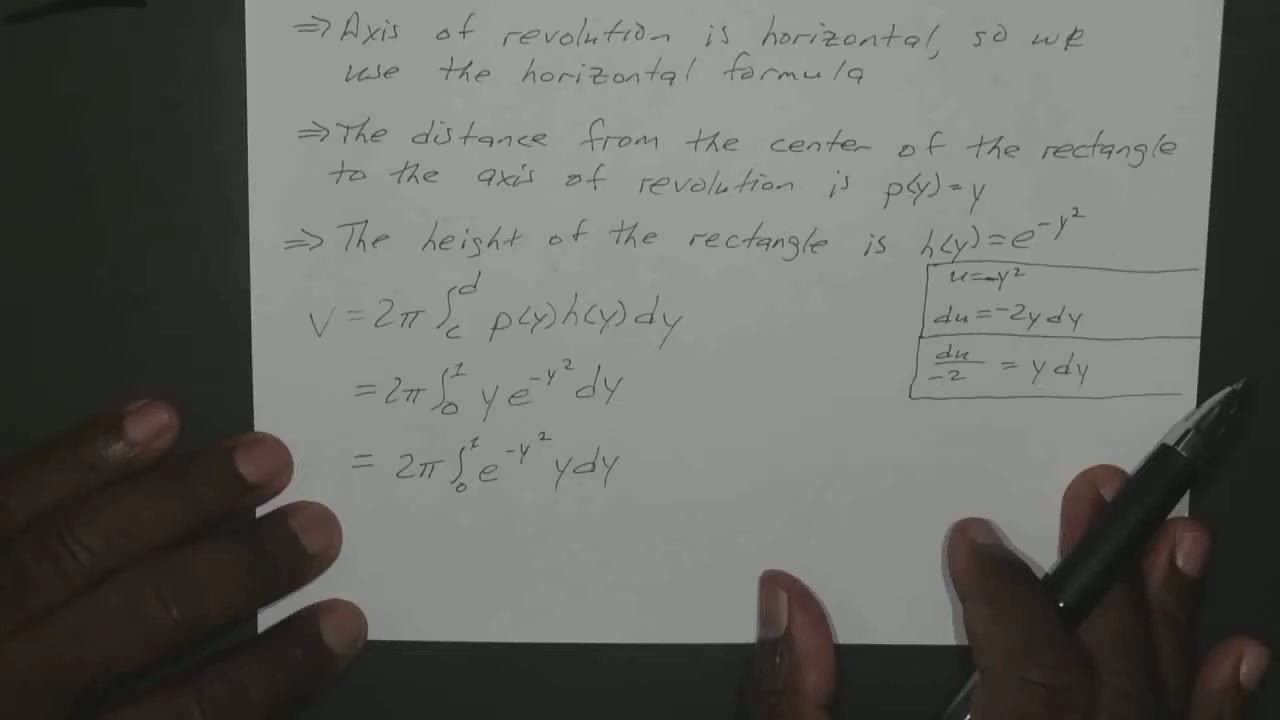 ⇒ Axis of revolution is horizontal, so we
use the horizontal formula
⇒ The distance from the center of the rectangle
to the axis of revolution is p(y) = y
⇒ The height of the rectangle is h(y) = e^{-y^2}
u = -y^2
du = -2y dy
du/-2 = y dy
V = 2π ∫_c^d p(y)h(y)dy
= 2π ∫_0^1 y e^{-y^2} dy
= 2π ∫_0^1 e^{-y^2} y dy